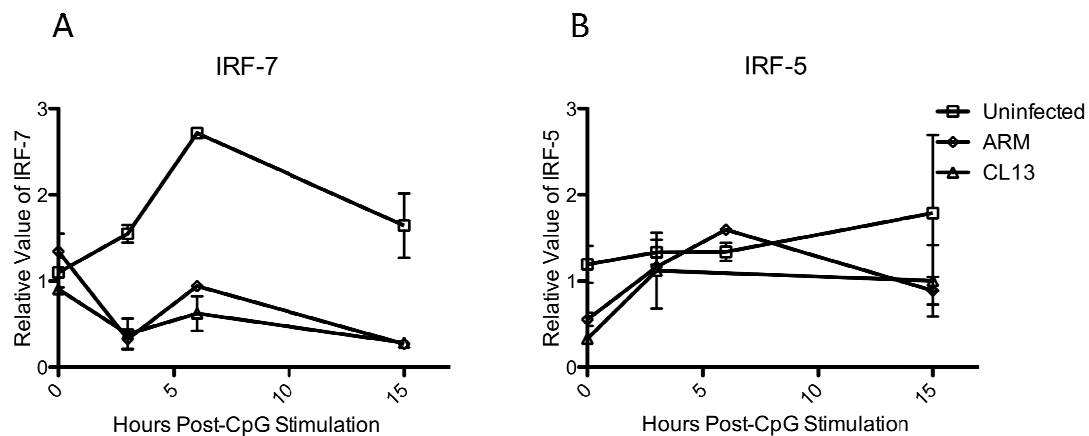 A
IRF-7
Relative Value of IRF-7
3
2
1
0
0
5
10
15
Hours Post-CpG Stimulation
B
IRF-5
Relative Value of IRF-5
3
2
1
0
0
5
10
15
Hours Post-CpG Stimulation
Uninfected
ARM
CL13